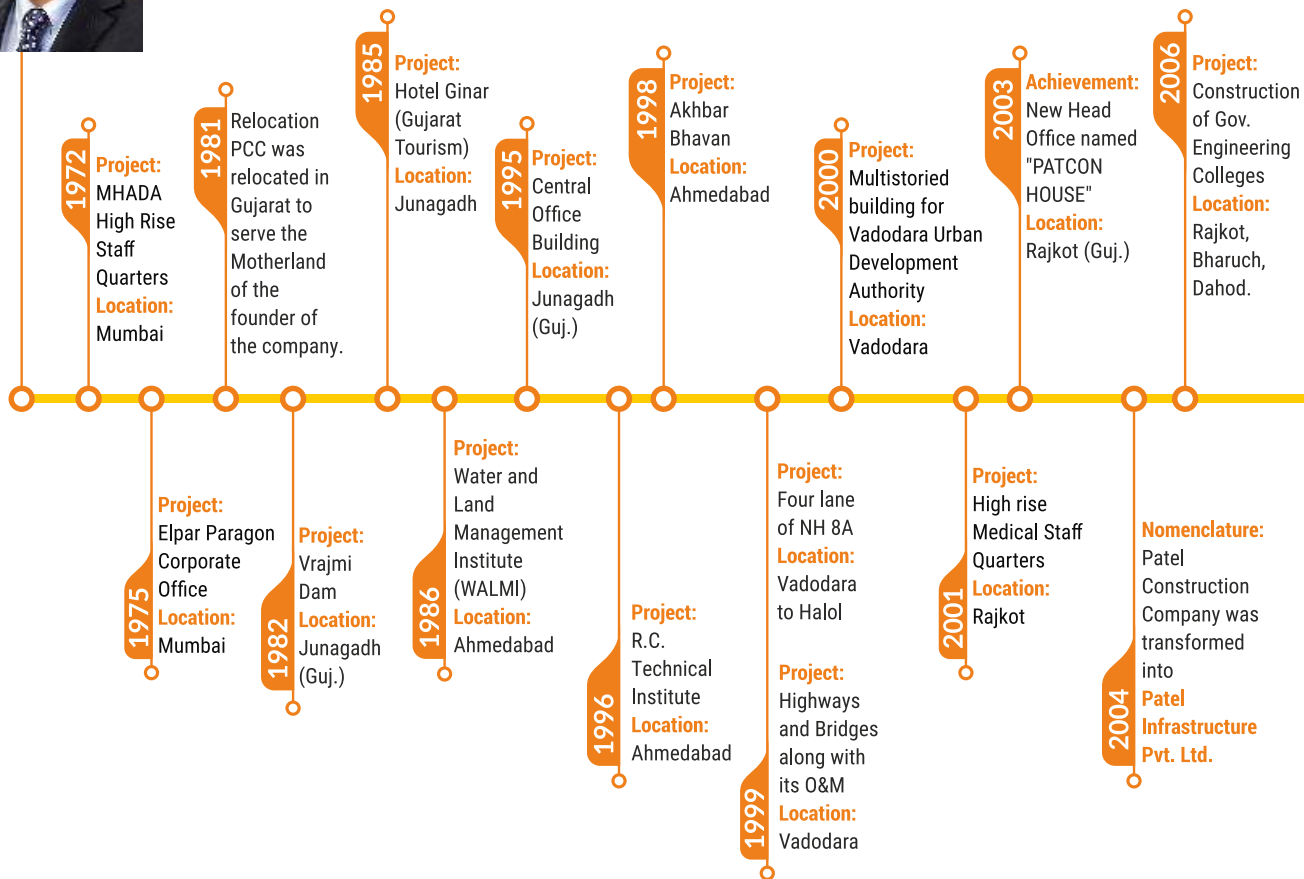 1972
Project:
MHADA
High Rise
Staff
Quarters
Location:
Mumbai
1975
Project:
Elpar Paragon
Corporate
Office
Location:
Mumbai
1981
Relocation
PCC was
relocated in
Gujarat to
serve the
Motherland
of the
founder of
the company.
1982
Project:
Vrajmi
Dam
Location:
Junagadh
(Guj.)
1985
Project:
Hotel Ginar
(Gujarat
Tourism)
Location:
Junagadh
1986
Project:
Water and
Land
Management
Institute
(WALMI)
Location:
Ahmedabad
1995
Project:
Central
Office
Building
Location:
Junagadh
(Guj.)
1996
Project:
R.C.
Technical
Institute
Location:
Ahmedabad
1998
Project:
Akhbar
Bhavan
Location:
Ahmedabad
1999
Project:
Four lane
of NH 8A
Location:
Vadodara
to Halol
Project:
Highways
and Bridges
along with
its O&M
Location:
Vadodara
2000
Project:
Multistoried
building for
Vadodara Urban
Development
Authority
Location:
Vadodara
2001
Project:
High rise
Medical Staff
Quarters
Location:
Rajkot
2003
Achievement:
New Head
Office named
"PATCON
HOUSE"
Location:
Rajkot (Guj.)
2004
Nomenclature:
Patel
Construction
Company was
transformed
into
Patel
Infrastructure
Pvt. Ltd.
2006
Project:
Construction
of Gov.
Engineering
Colleges
Location:
Rajkot,
Bharuch,
Dahod.